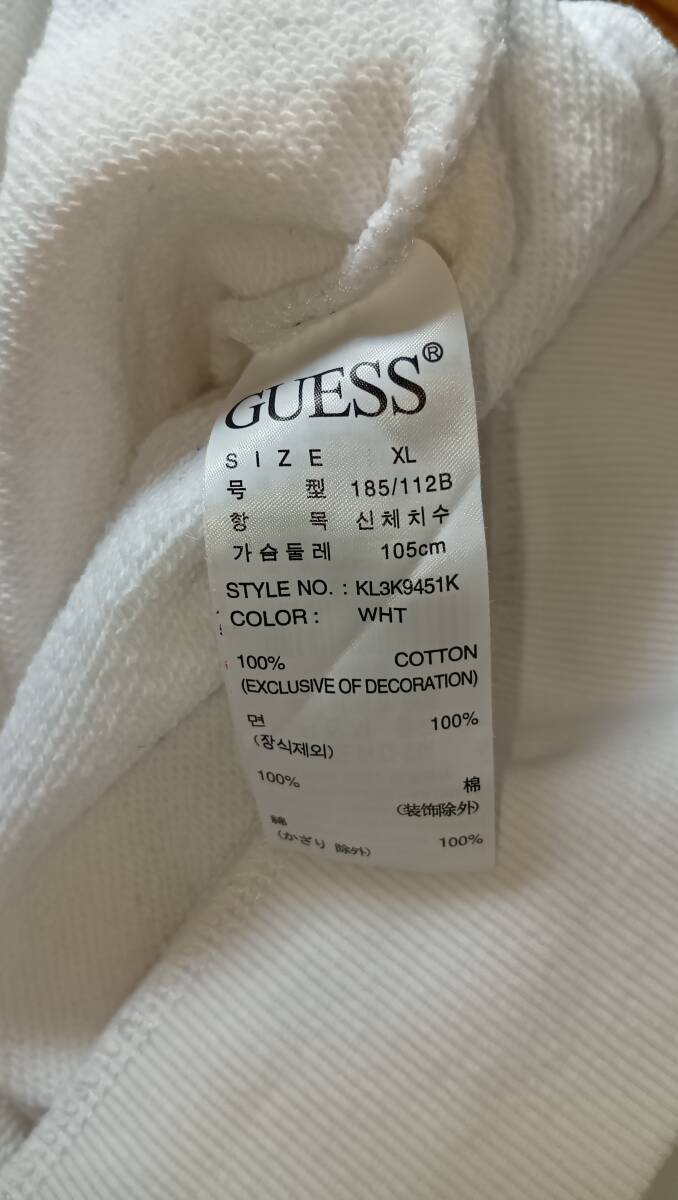 GUESS®
SIZE XL
号 型 185/112B
항 목 신체치수
가슴둘레 105cm
STYLE NO. : KL3K9451K
COLOR : WHT
100% COTTON
(EXCLUSIVE OF DECORATION)
면 100%
(장식제외)
100% 棉
(装饰除外)
綿 100%
(かざり 除外)